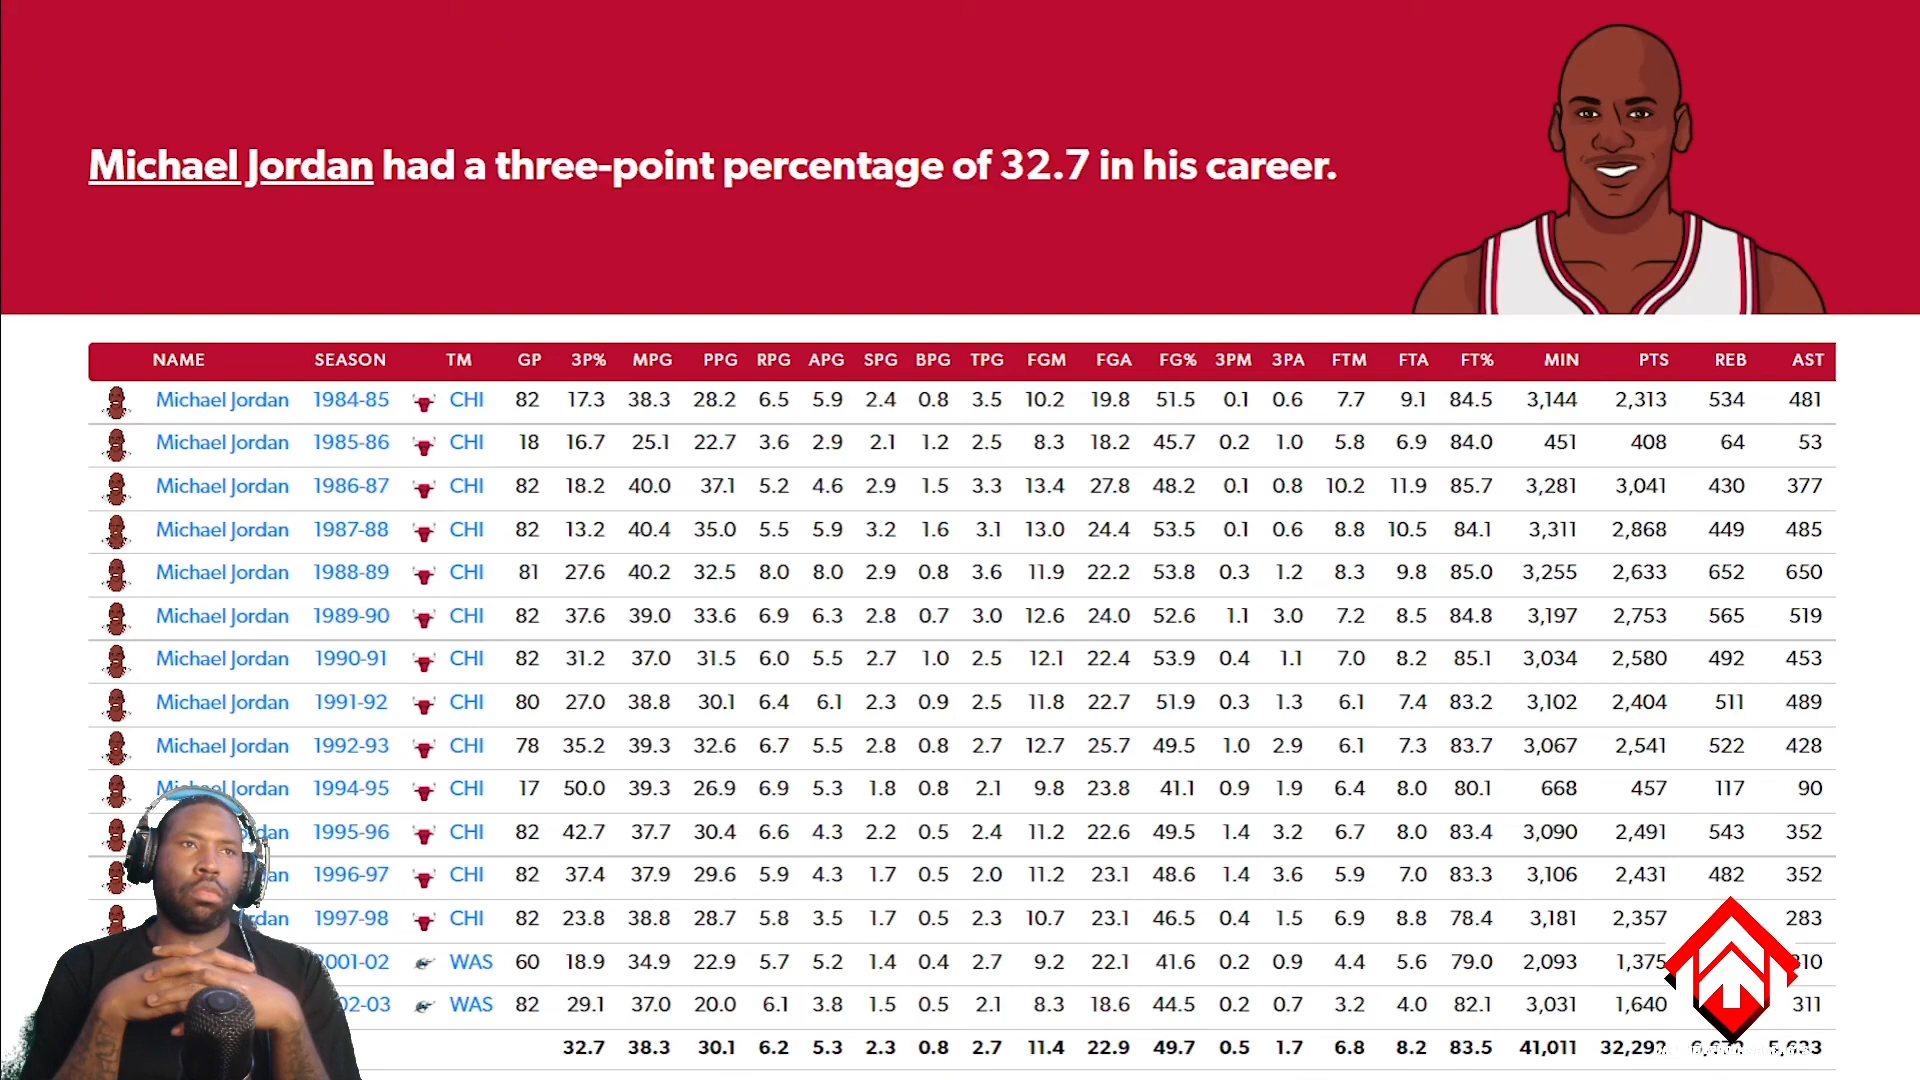 Michael Jordan had a three-point percentage of 32.7 in his career.
NAME SEASON TM GP 3P% MPG PPG RPG APG SPG BPG TPG FGM FGA FG% 3PM 3PA FTM FTA FT% MIN PTS REB AST
Michael Jordan 1984-85 CHI 82 17.3 38.3 28.2 6.5 5.9 2.4 0.8 3.5 10.2 19.8 51.5 0.1 0.6 7.7 9.1 84.5 3,144 2,313 534 481
Michael Jordan 1985-86 CHI 18 16.7 25.1 22.7 3.6 2.9 2.1 1.2 2.5 8.3 18.2 45.7 0.2 1.0 5.8 6.9 84.0 451 408 64 53
Michael Jordan 1986-87 CHI 82 18.2 40.0 37.1 5.2 4.6 2.9 1.5 3.3 13.4 27.8 48.2 0.1 0.8 10.2 11.9 85.7 3,281 3,041 430 377
Michael Jordan 1987-88 CHI 82 13.2 40.4 35.0 5.5 5.9 3.2 1.6 3.1 13.0 24.4 53.5 0.1 0.6 8.8 10.5 84.1 3,311 2,868 449 485
Michael Jordan 1988-89 CHI 81 27.6 40.2 32.5 8.0 8.0 2.9 0.8 3.6 11.9 22.2 53.8 0.3 1.2 8.3 9.8 85.0 3,255 2,633 652 650
Michael Jordan 1989-90 CHI 82 37.6 39.0 33.6 6.9 6.3 2.8 0.7 3.0 12.6 24.0 52.6 1.1 3.0 7.2 8.5 84.8 3,197 2,753 565 519
Michael Jordan 1990-91 CHI 82 31.2 37.0 31.5 6.0 5.5 2.7 1.0 2.5 12.1 22.4 53.9 0.4 1.1 7.0 8.2 85.1 3,034 2,580 492 453
Michael Jordan 1991-92 CHI 80 27.0 38.8 30.1 6.4 6.1 2.3 0.9 2.5 11.8 22.7 51.9 0.3 1.3 6.1 7.4 83.2 3,102 2,404 511 489
Michael Jordan 1992-93 CHI 78 35.2 39.3 32.6 6.7 5.5 2.8 0.8 2.7 12.7 25.7 49.5 1.0 2.9 6.1 7.3 83.7 3,067 2,541 522 428
Michael Jordan 1994-95 CHI 17 50.0 39.3 26.9 6.9 5.3 1.8 0.8 2.1 9.8 23.8 41.1 0.9 1.9 6.4 8.0 80.1 668 457 117 90
1995-96 CHI 82 42.7 37.7 30.4 6.6 4.3 2.2 0.5 2.4 11.2 22.6 49.5 1.4 3.2 6.7 8.0 83.4 3,090 2,491 543 352
1996-97 CHI 82 37.4 37.9 29.6 5.9 4.3 1.7 0.5 2.0 11.2 23.1 48.6 1.4 3.6 5.9 7.0 83.3 3,106 2,431 482 352
1997-98 CHI 82 23.8 38.8 28.7 5.8 3.5 1.7 0.5 2.3 10.7 23.1 46.5 0.4 1.5 6.9 8.8 78.4 3,181 2,357 283
2001-02 WAS 60 18.9 34.9 22.9 5.7 5.2 1.4 0.4 2.7 9.2 22.1 41.6 0.2 0.9 4.4 5.6 79.0 2,093 1,375 310
02-03 WAS 82 29.1 37.0 20.0 6.1 3.8 1.5 0.5 2.1 8.3 18.6 44.5 0.2 0.7 3.2 4.0 82.1 3,031 1,640 311
32.7 38.3 30.1 6.2 5.3 2.3 0.8 2.7 11.4 22.9 49.7 0.5 1.7 6.8 8.2 83.5 41,011 32,292